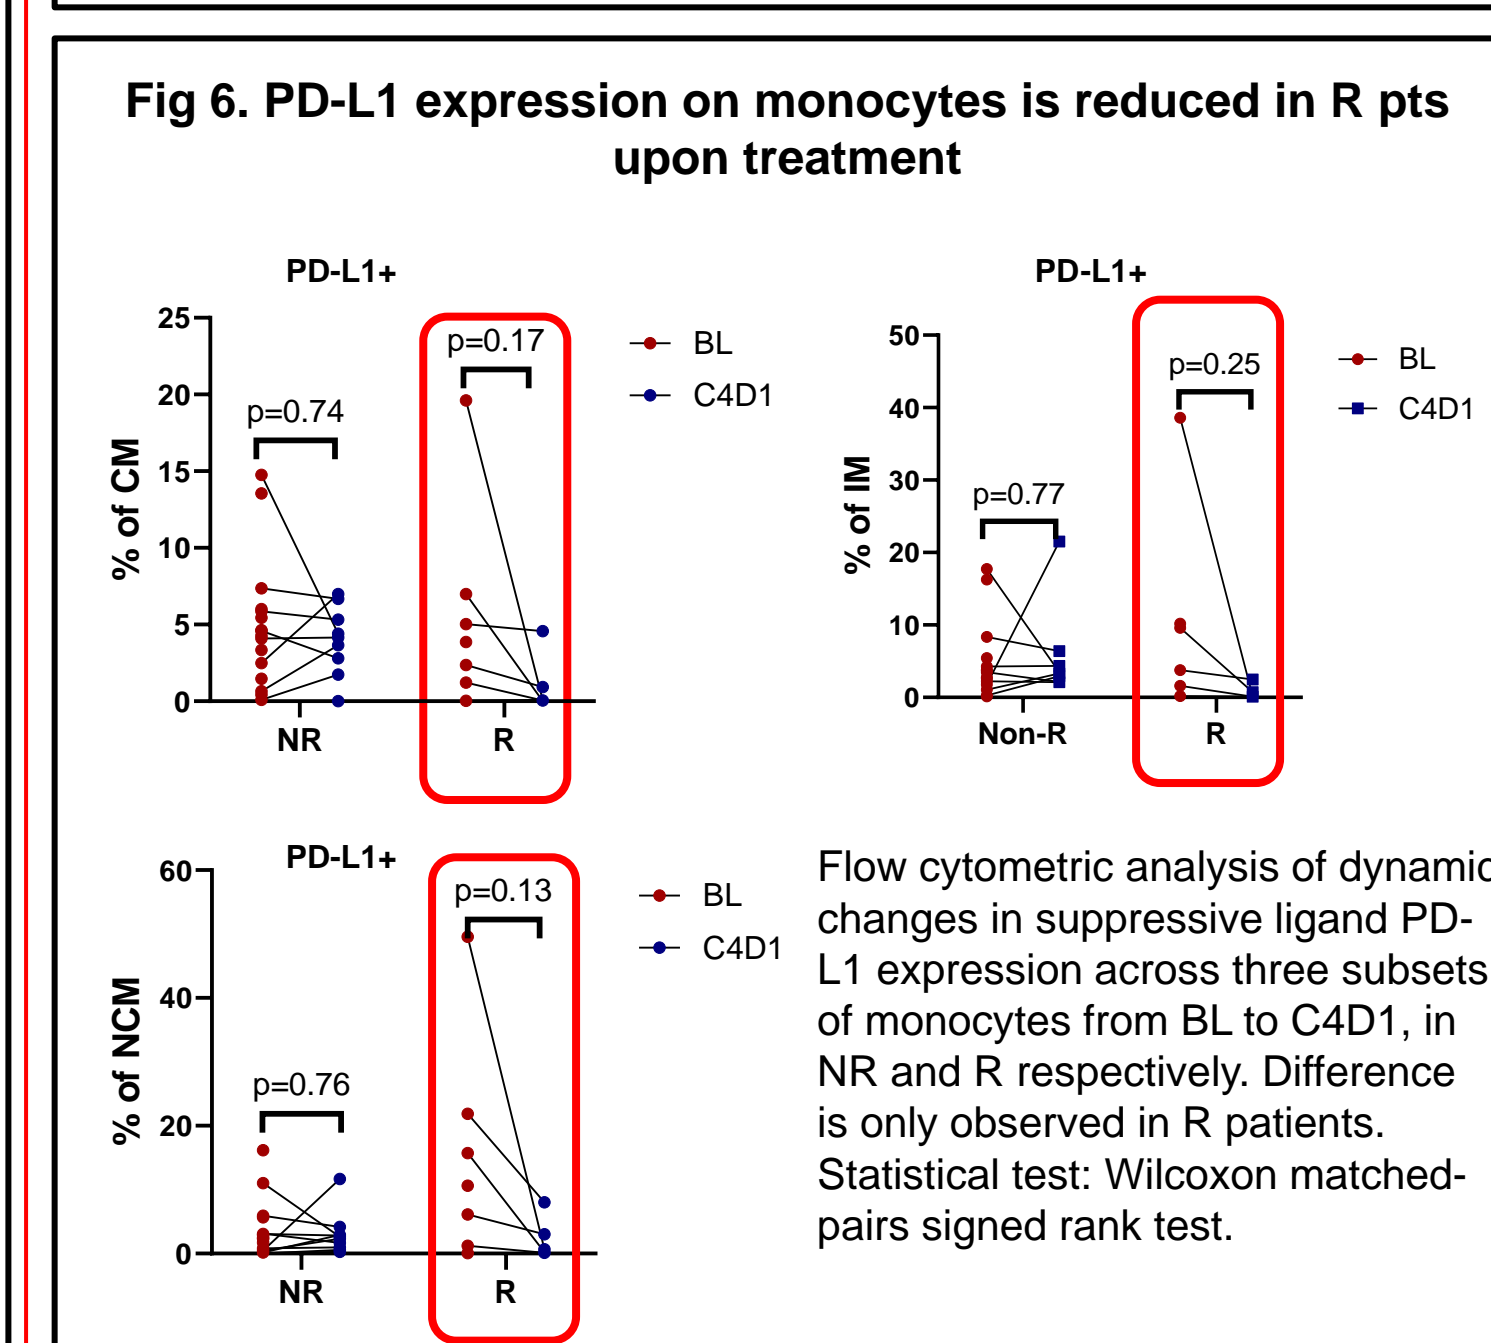 Fig 6. PD-L1 expression on monocytes is reduced in R pts
upon treatment
PD-L1+
25
20
15
10
5
0
% of CM
p=0.74
p=0.17
NR
R
BL
C4D1
PD-L1+
50
40
30
20
10
0
% of IM
p=0.77
p=0.25
Non-R
R
BL
C4D1
PD-L1+
60
40
20
0
% of NCM
p=0.76
p=0.13
NR
R
BL
C4D1
Flow cytometric analysis of dynamic
changes in suppressive ligand PD-
L1 expression across three subsets
of monocytes from BL to C4D1, in
NR and R respectively. Difference
is only observed in R patients.
Statistical test: Wilcoxon matched-
pairs signed rank test.